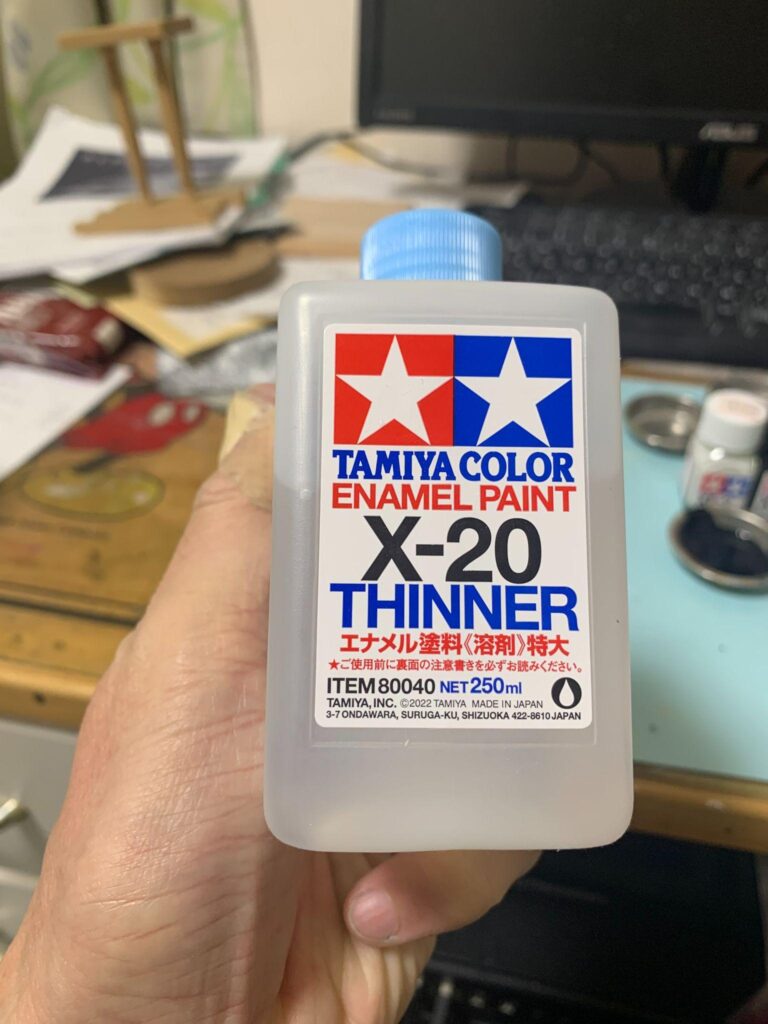 ASUS
TAMIYA COLOR
ENAMEL PAINT
X-20
THINNER
エナメル塗料《溶剤》特大
★ご使用前に裏面の注意書きを必ずお読みください。
ITEM 80040 NET 250ml
TAMIYA, INC. ©2022 TAMIYA MADE IN JAPAN
3-7 ONDAWARA, SURUGA-KU, SHIZUOKA 422-8610 JAPAN